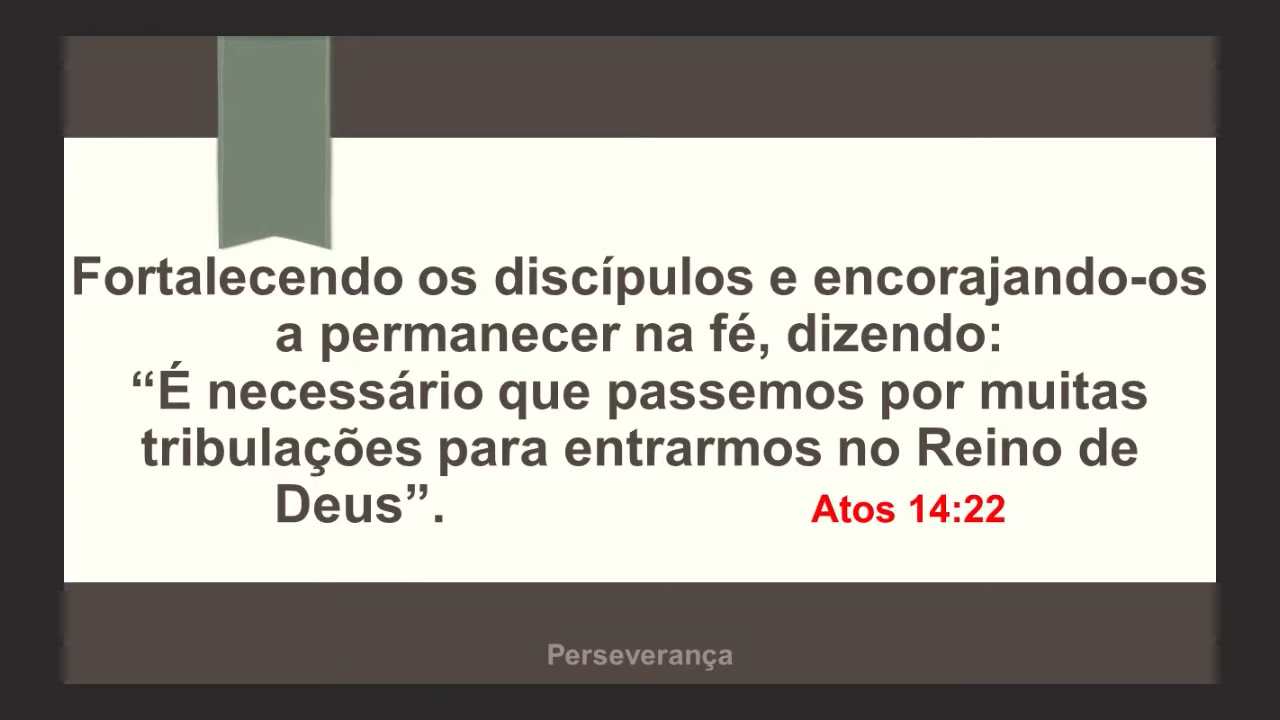 Fortalecendo os discípulos e encorajando-os
a permanecer na fé, dizendo:
“É necessário que passemos por muitas
tribulações para entrarmos no Reino de
Deus”. Atos 14:22
Perseverança